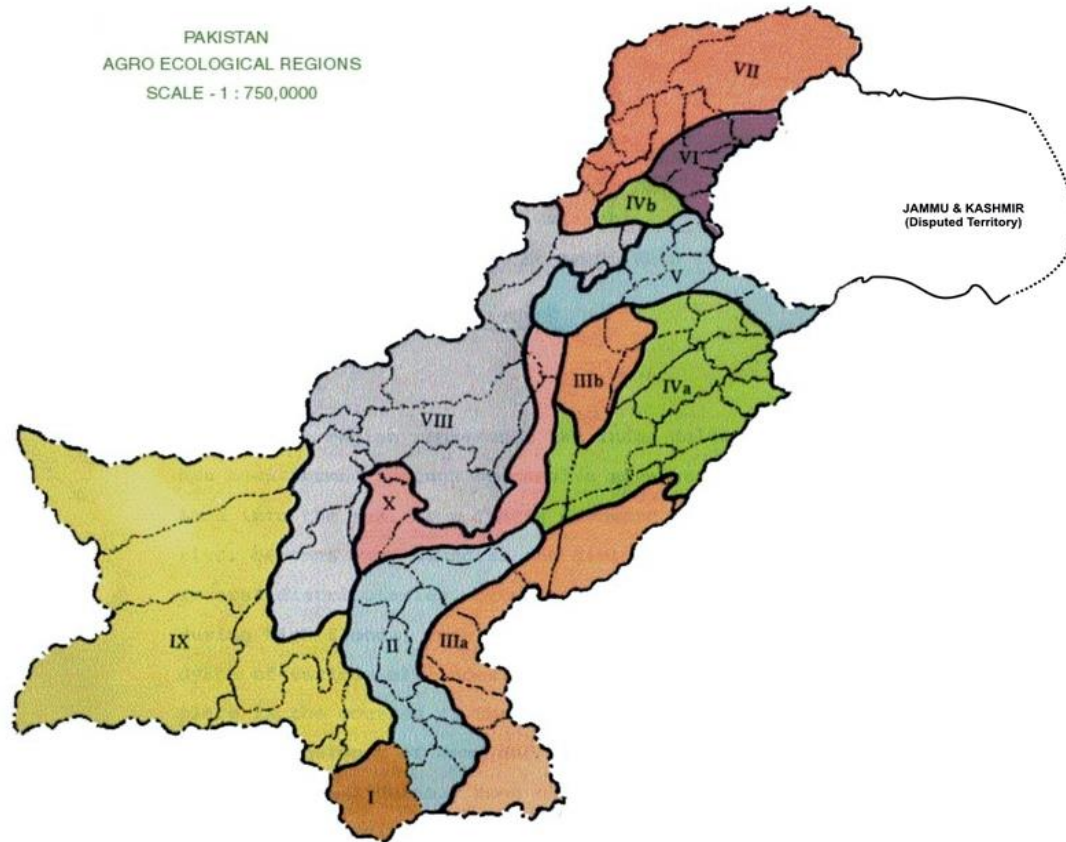 PAKISTAN
AGRO ECOLOGICAL REGIONS
SCALE - 1 : 750,0000
VII
VI
IVb
JAMMU & KASHMIR
(Disputed Territory)
V
IIIb
IVa
VIII
X
IX
II
IIIa
I